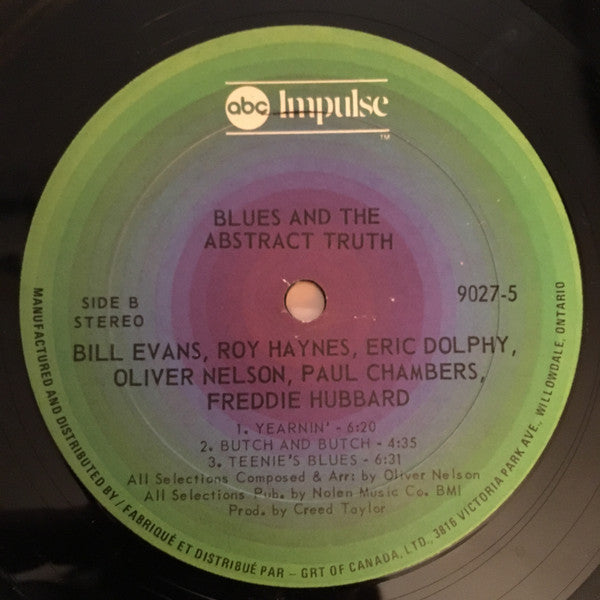 abc Impulse
TM
BLUES AND THE
ABSTRACT TRUTH
SIDE B
STEREO
9027-5
BILL EVANS, ROY HAYNES, ERIC DOLPHY,
OLIVER NELSON, PAUL CHAMBERS,
FREDDIE HUBBARD
1. YEARNIN' - 6:20
2. BUTCH AND BUTCH - 4:35
3. TEENIE'S BLUES - 6:31
All Selections Composed & Arr: by Oliver Nelson
All Selections Pub. by Nolen Music Co. BMI
Prod. by Creed Taylor
MANUFACTURED AND DISTRIBUTED BY / FABRIQUÉ ET DISTRIBUÉ PAR – GRT OF CANADA, LTD., 3816 VICTORIA PARK AVE., WILLOWDALE, ONTARIO